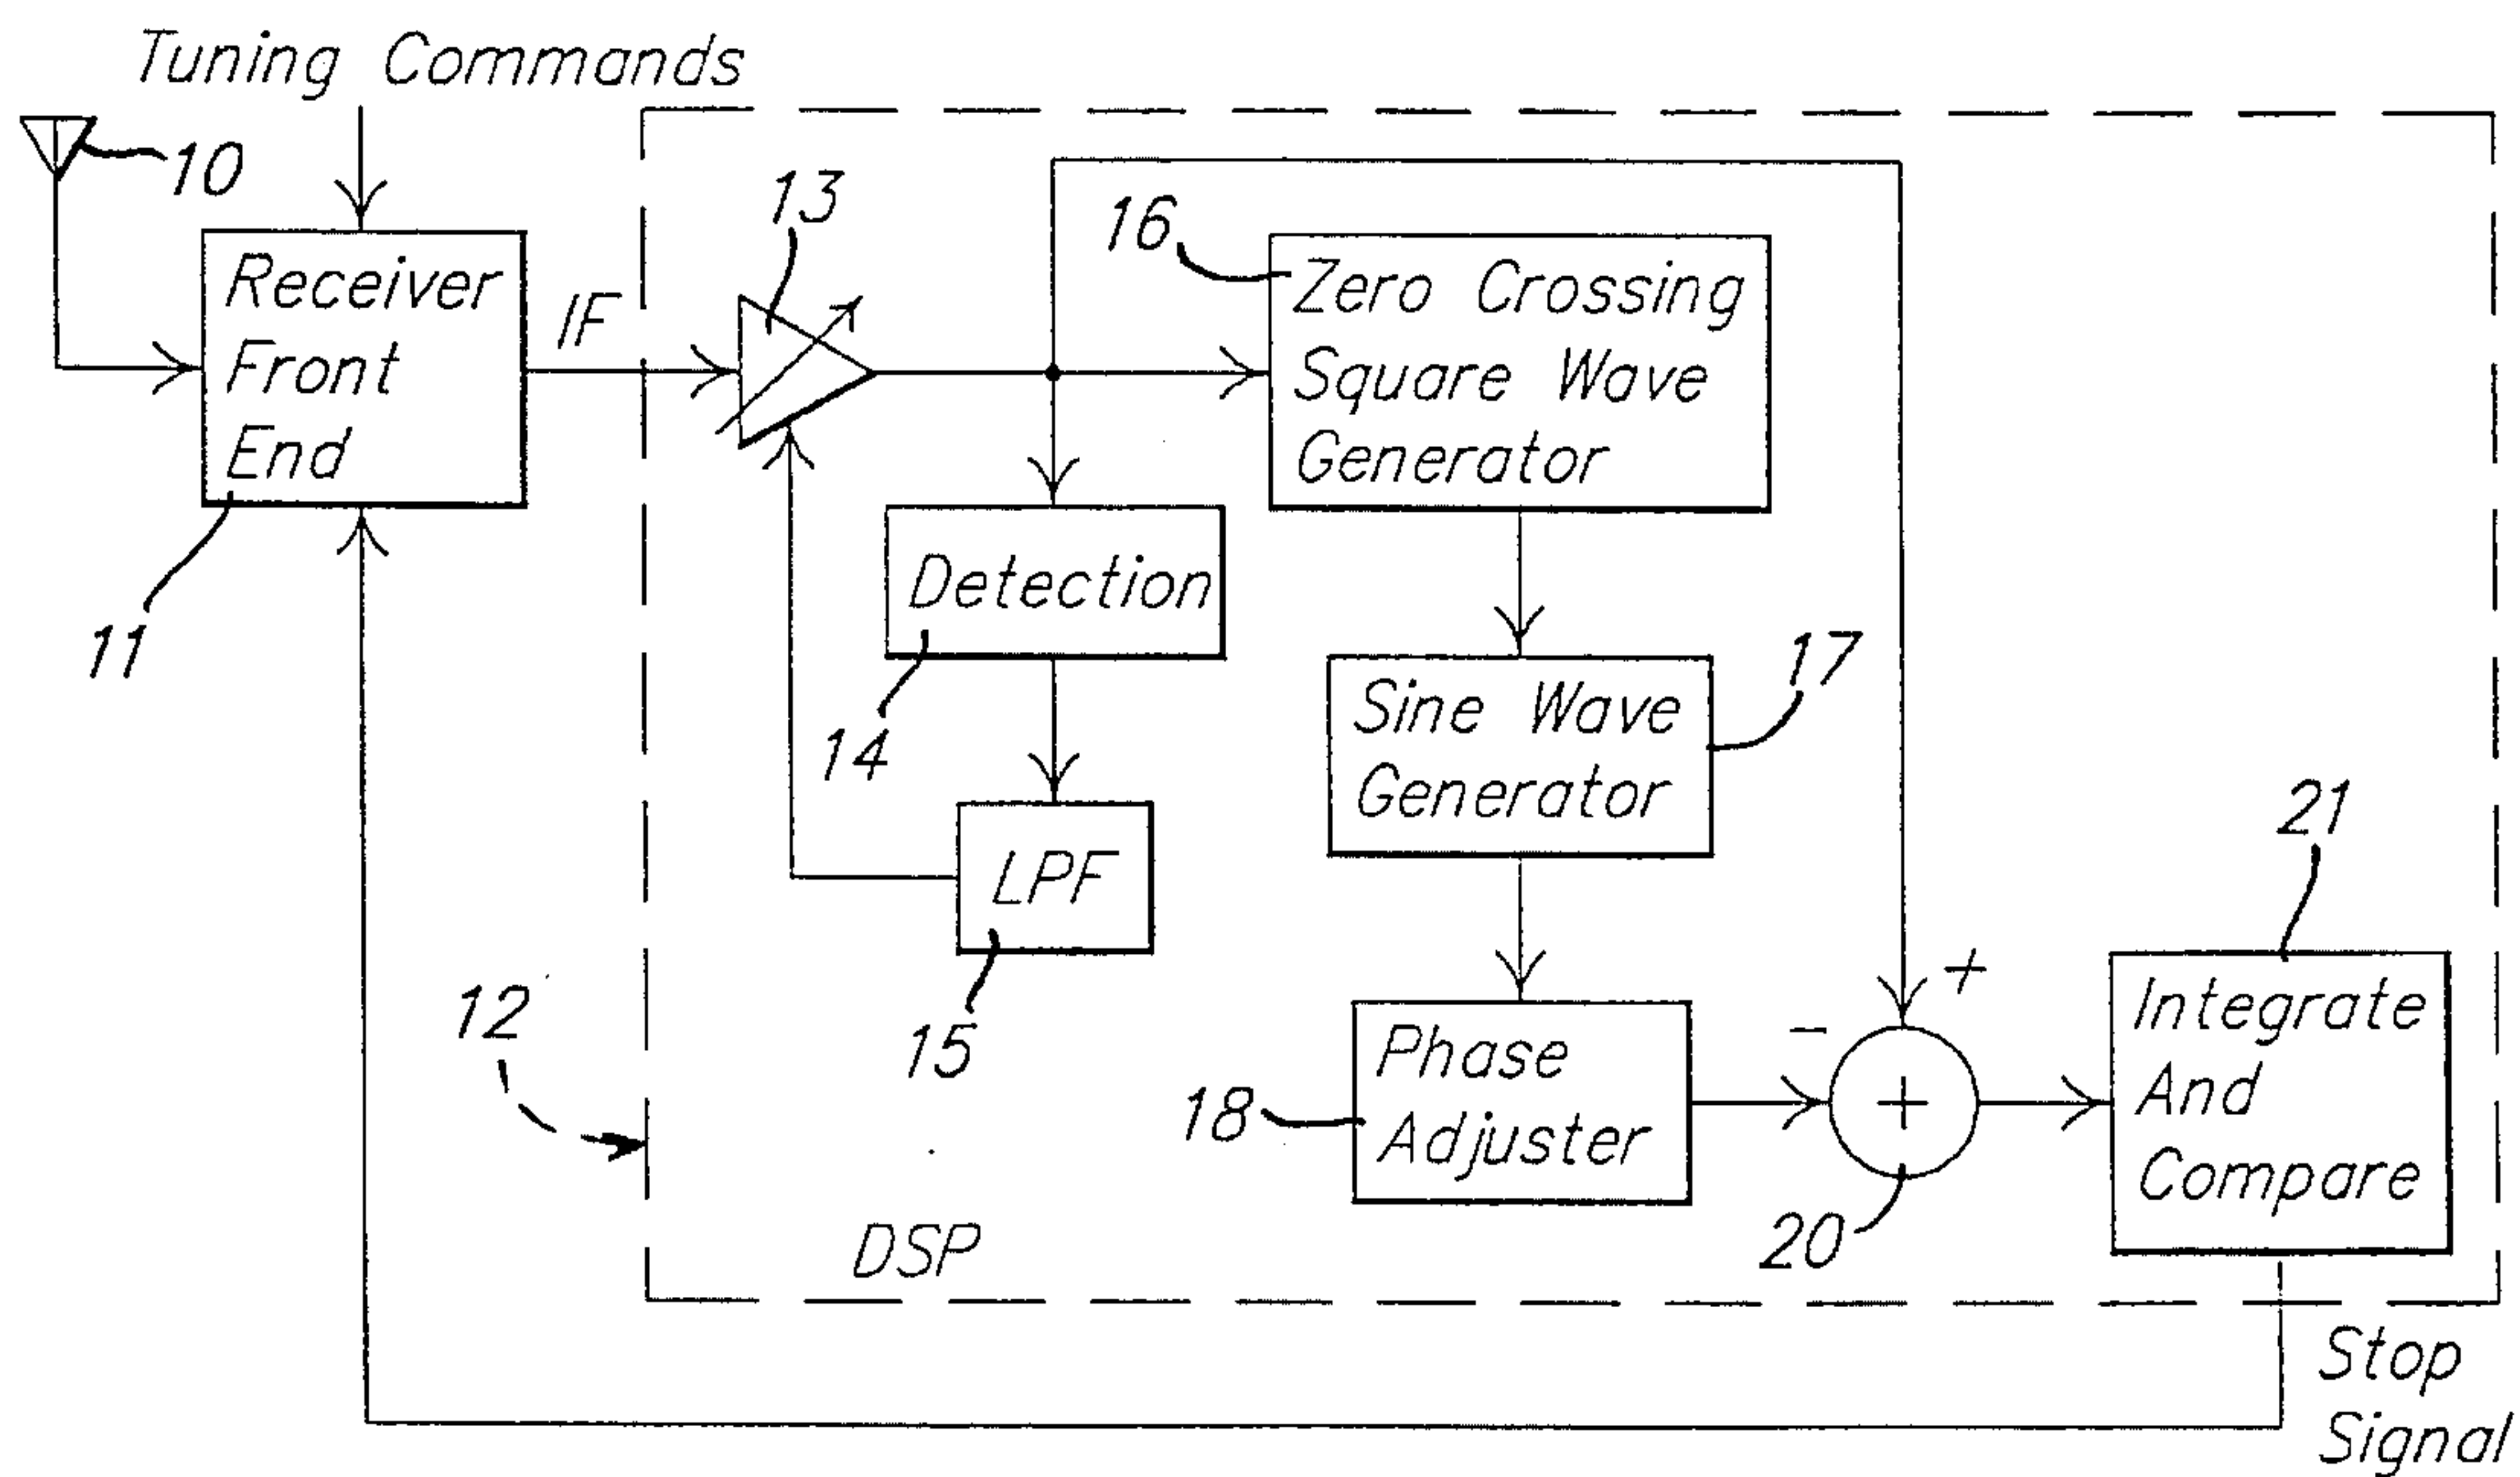 Tuning Commands
10
Receiver
Front
End
11
IF
13
16
Zero Crossing
Square Wave
Generator
Detection
14
LPF
15
Sine Wave
Generator
17
12
Phase
Adjuster
18
-
+
+
20
21
Integrate
And
Compare
DSP
Stop
Signal